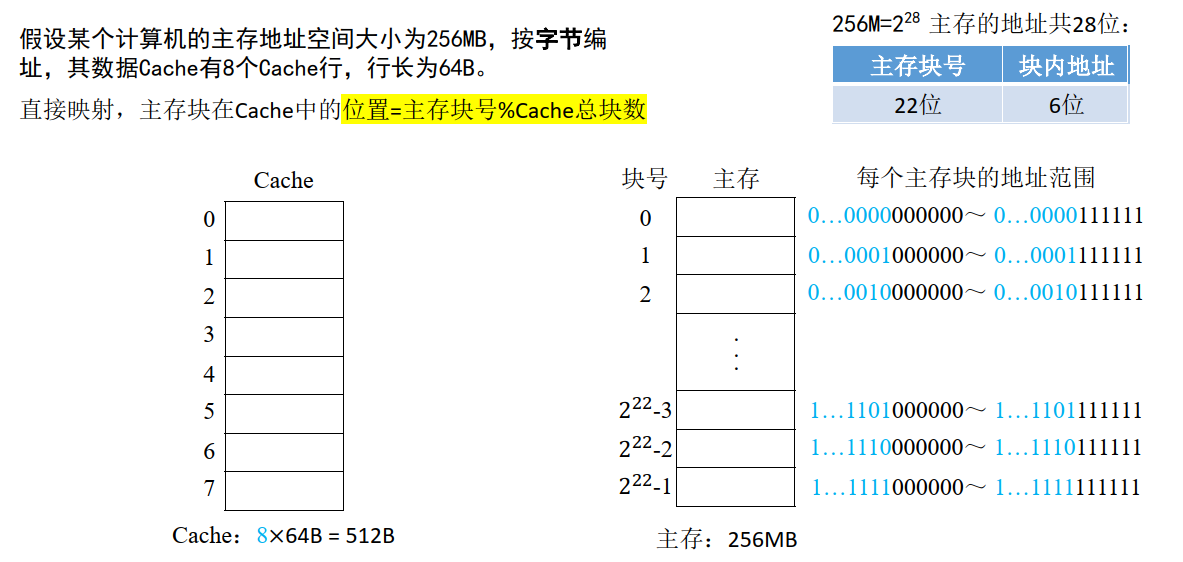 假设某个计算机的主存地址空间大小为256MB，按字节编
址，其数据Cache有8个Cache行，行长为64B。
直接映射，主存块在Cache中的位置=主存块号%Cache总块数
256M=2²⁸ 主存的地址共28位：
主存块号 块内地址
22位 6位
Cache
0
1
2
3
4
5
6
7
Cache：8×64B = 512B
块号 主存 每个主存块的地址范围
0 0…0000000000～ 0…0000111111
1 0…0001000000～ 0…0001111111
2 0…0010000000～ 0…0010111111
2²²-3 1…1101000000～ 1…1101111111
2²²-2 1…1110000000～ 1…1110111111
2²²-1 1…1111000000～ 1…1111111111
主存：256MB